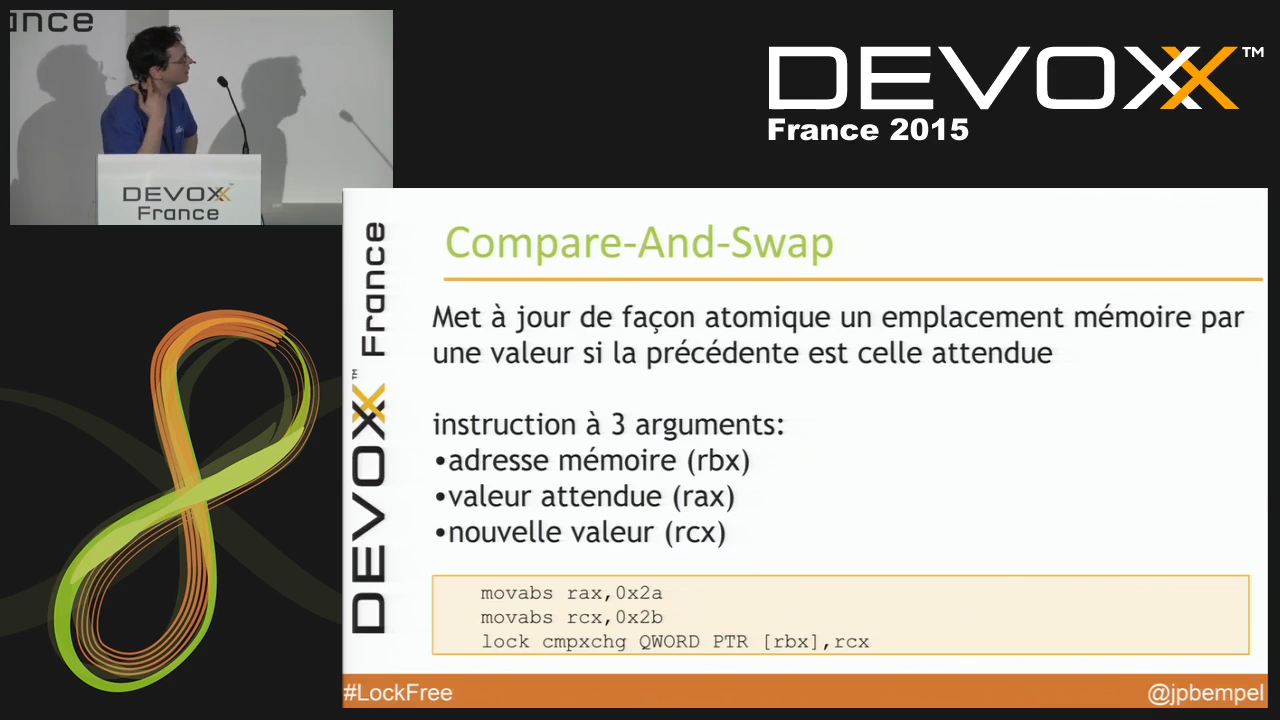 ance
DEVOXX™
France
DEVOXX™
France 2015
DEVOXX™ France
Compare-And-Swap
Met à jour de façon atomique un emplacement mémoire par
une valeur si la précédente est celle attendue
instruction à 3 arguments:
•adresse mémoire (rbx)
•valeur attendue (rax)
•nouvelle valeur (rcx)
movabs rax,0x2a
movabs rcx,0x2b
lock cmpxchg QWORD PTR [rbx],rcx
#LockFree
@jpbempel